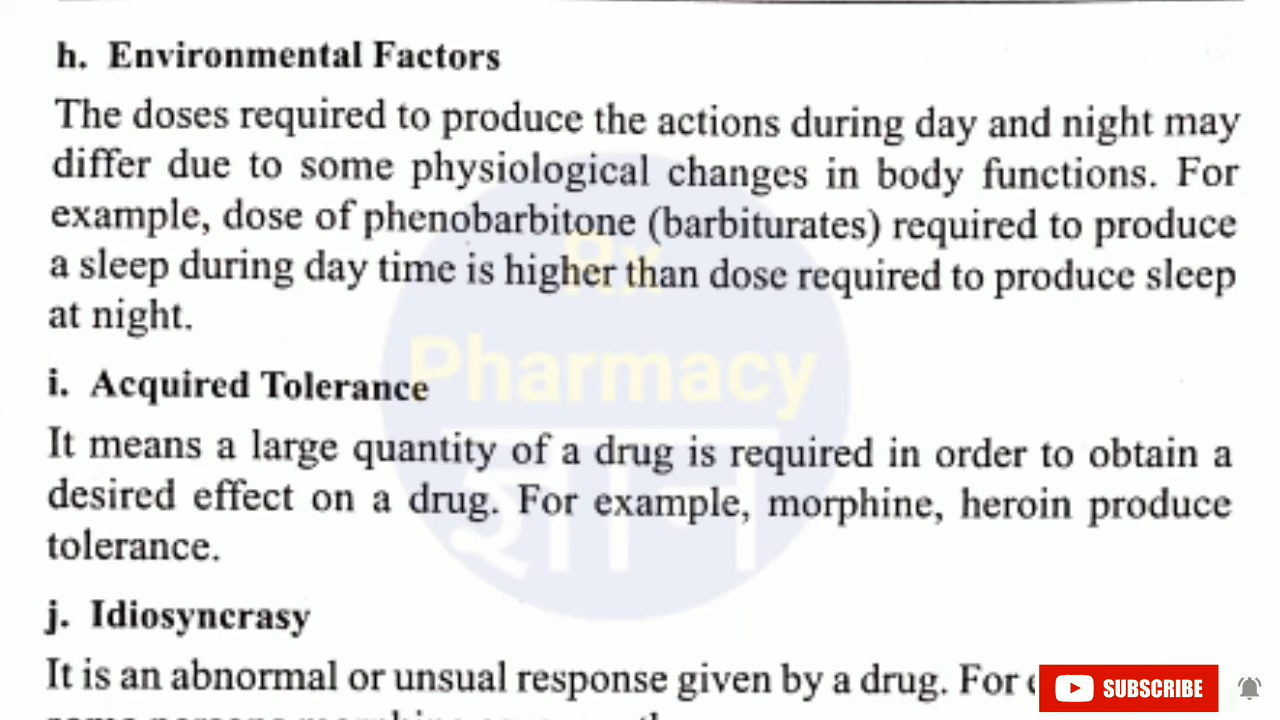 h. Environmental Factors
The doses required to produce the actions during day and night may
differ due to some physiological changes in body functions. For
example, dose of phenobarbitone (barbiturates) required to produce
a sleep during day time is higher than dose required to produce sleep
at night.
Rx
Pharmacy
ज्ञान
i. Acquired Tolerance
It means a large quantity of a drug is required in order to obtain a
desired effect on a drug. For example, morphine, heroin produce
tolerance.
j. Idiosyncrasy
It is an abnormal or unsual response given by a drug. For
SUBSCRIBE